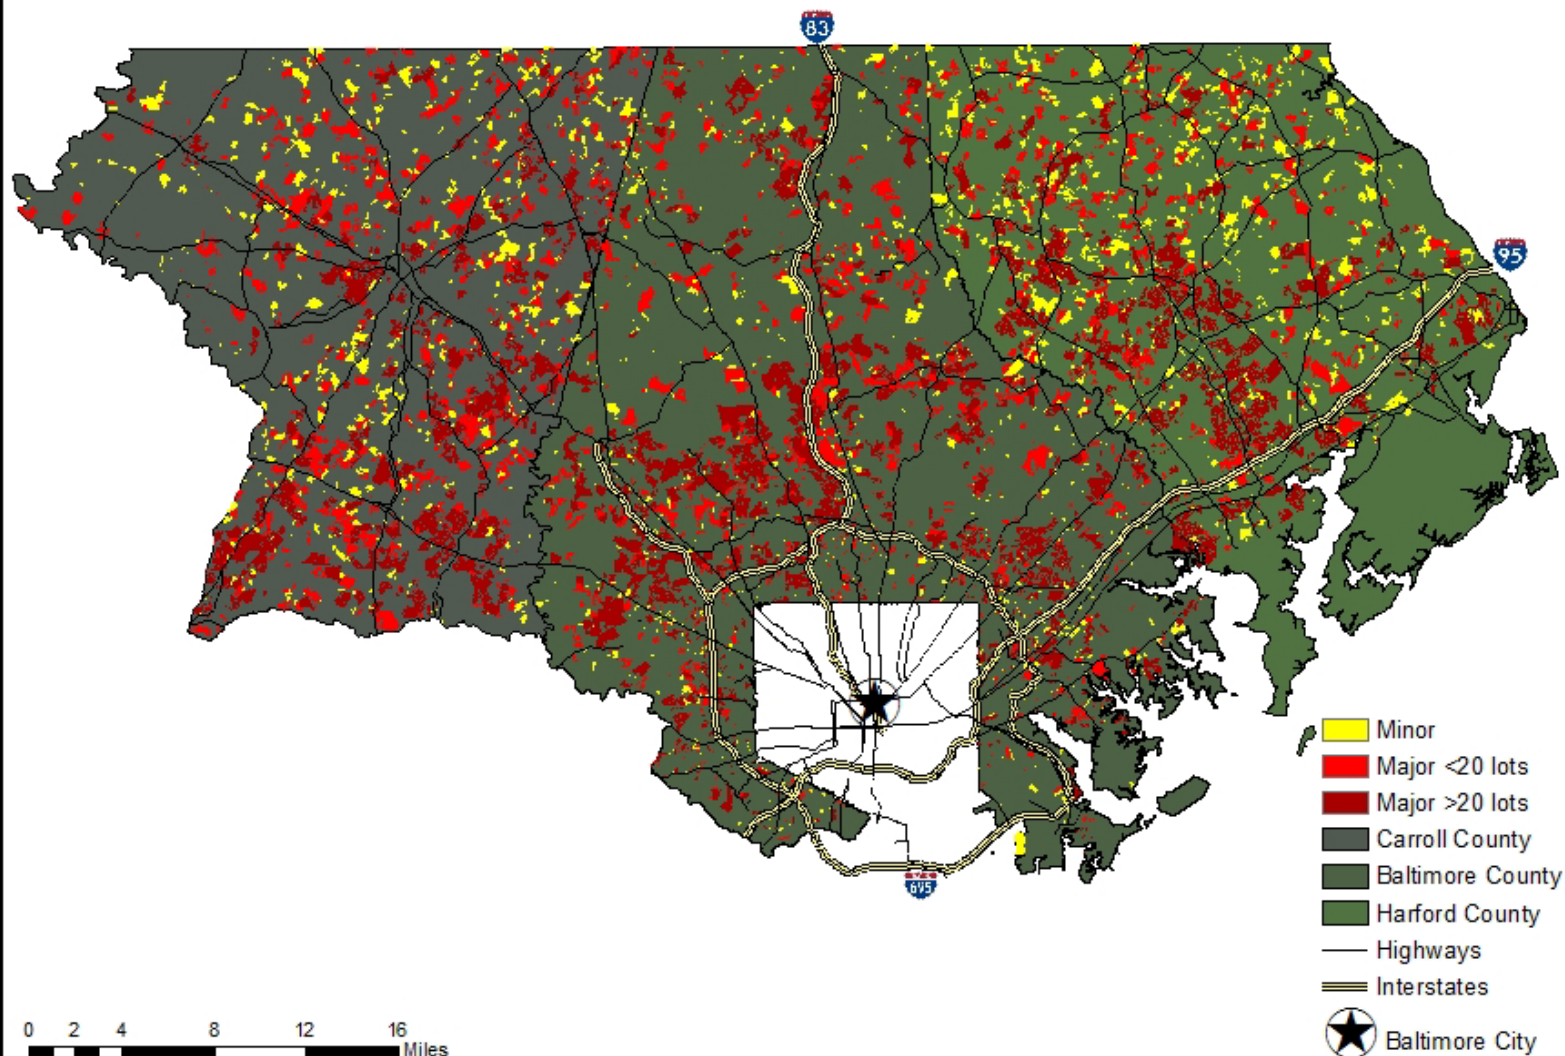 83
95
Minor
Major <20 lots
Major >20 lots
Carroll County
Baltimore County
Harford County
695
Highways
Interstates
Baltimore City
0 2 4 8 12 16
Miles